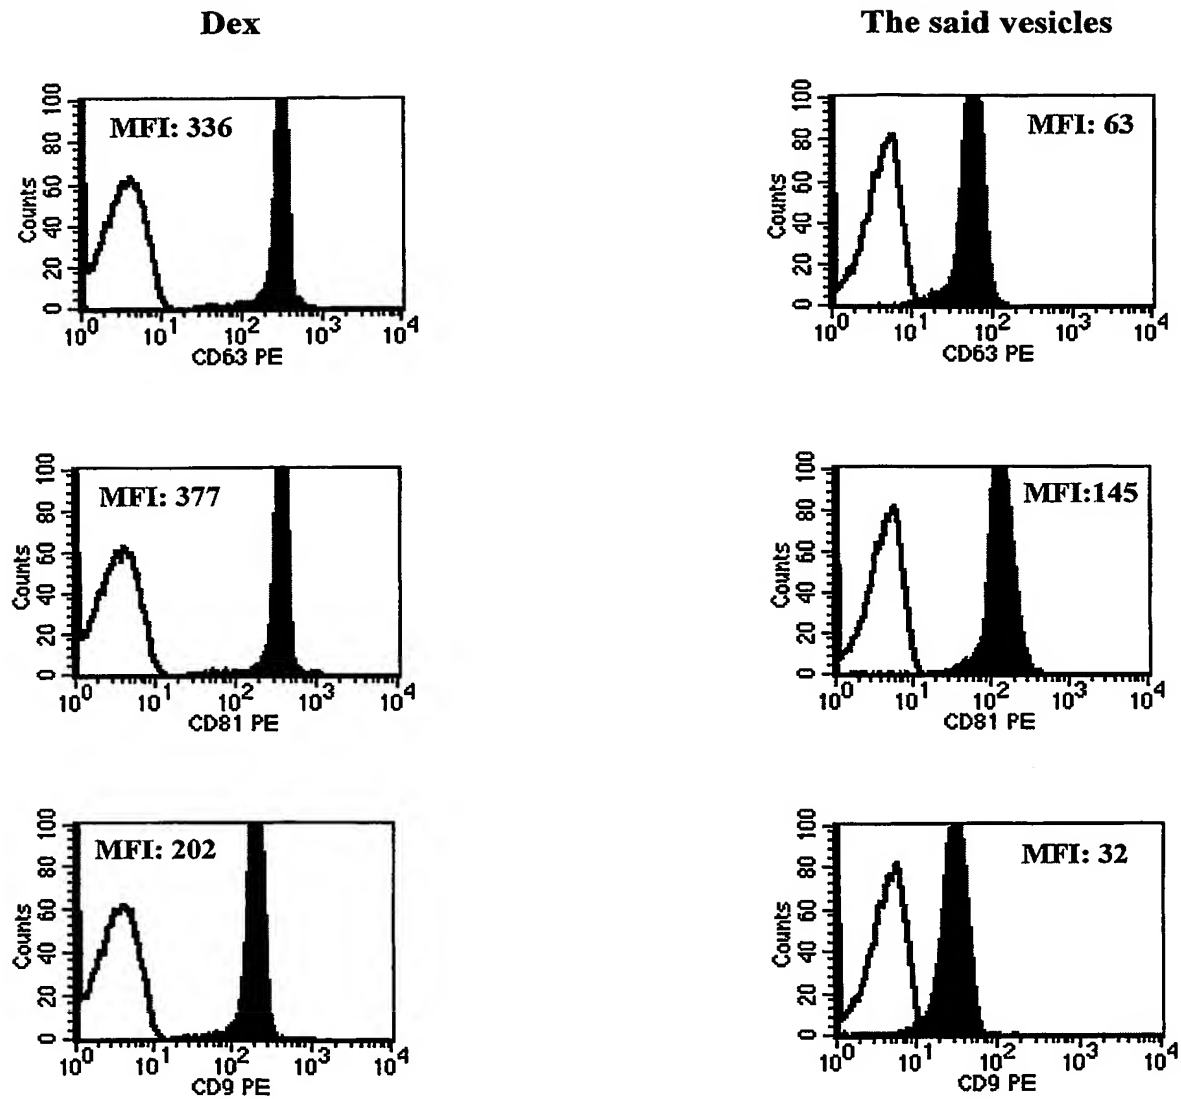 Dex
The said vesicles
MFI: 336
Counts
0 20 40 60 80 100
10^0 10^1 10^2 10^3 10^4
CD63 PE
MFI: 63
Counts
0 20 40 60 80 100
10^0 10^1 10^2 10^3 10^4
CD63 PE
MFI: 377
Counts
0 20 40 60 80 100
10^0 10^1 10^2 10^3 10^4
CD81 PE
MFI:145
Counts
0 20 40 60 80 100
10^0 10^1 10^2 10^3 10^4
CD81 PE
MFI: 202
Counts
0 20 40 60 80 100
10^0 10^1 10^2 10^3 10^4
CD9 PE
MFI: 32
Counts
0 20 40 60 80 100
10^0 10^1 10^2 10^3 10^4
CD9 PE